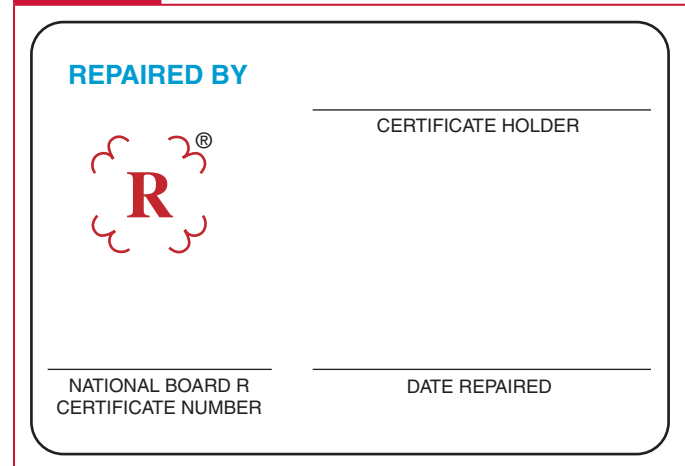 REPAIRED BY
CERTIFICATE HOLDER
®
R
NATIONAL BOARD R
CERTIFICATE NUMBER
DATE REPAIRED